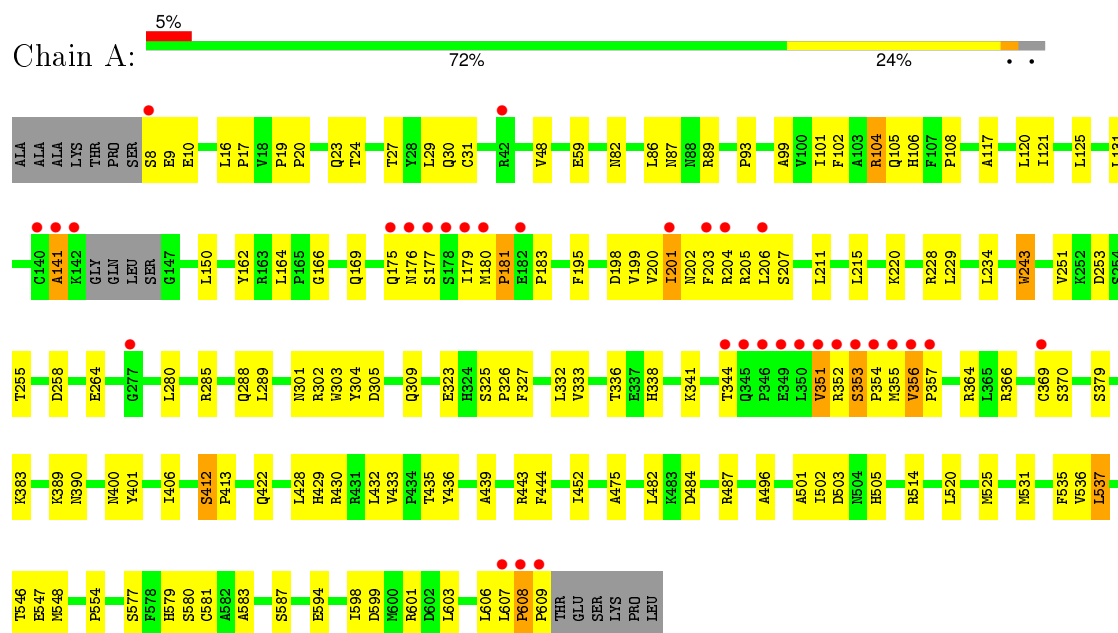 5%
Chain A:
72% 24% • •
ALA ALA ALA LYS THR PRO SER S8 E9 E10 L16 P17 V18 P19 P20 Q23 T24 T27 Y28 L29 Q30 C31 R42 V48 E59 N82 L86 N87 N88 R89 P93 A99 V100 I101 F102 A103 R104 Q105 H106 F107 P108 A117 L120 I121 L125
C140 A141 K142 GLY GLN LEU SER G147 L150 Y162 R163 L164 P165 G166 Q169 Q175 N176 S177 S178 I179 M180 P181 E182 P183 F195 D198 V199 V200 I201 N202 F203 R204 R205 L206 S207 L211 L215 K220 R228 L229 L234 W243 V251 K252 D253 S254
T255 D258 E264 G277 L280 R285 Q288 L289 N301 R302 W303 Y304 D305 Q309 E323 H324 S325 P326 F327 L332 V333 T336 E337 H338 K341 T344 Q345 P346 E349 L350 V351 R352 S353 P354 M355 V356 P357 R364 L365 R366 C369 S370 S379
K383 K389 N390 N400 Y401 I406 S412 P413 Q422 L428 H429 R430 R431 L432 Y433 P434 T435 Y436 A439 R443 F444 I452 A475 L482 K483 D484 R487 A496 A501 I502 D503 M504 H505 R514 L520 M525 M531 F535 V536 L537
T546 E547 M548 P554 S577 F578 H579 S580 C581 A582 A583 S587 E594 I598 D599 M600 R601 D602 L603 L606 L607 P608 P609 THR GLU SER LYS PRO LEU